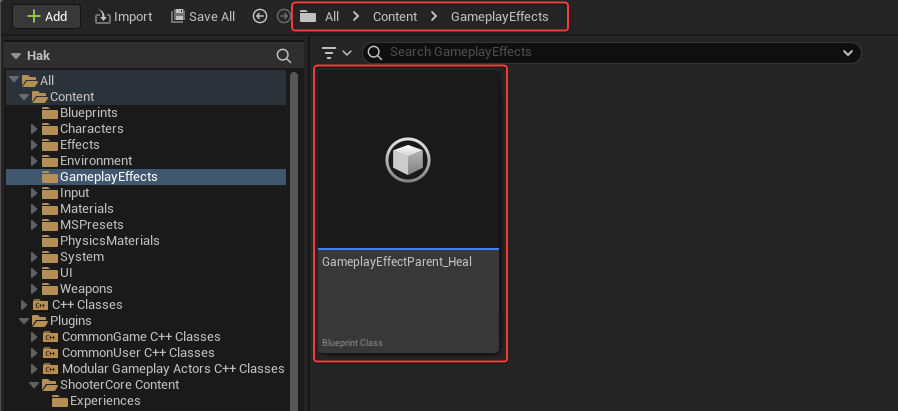 Add Import Save All All Content GameplayEffects
Hak
Search GameplayEffects
All
Content
Blueprints
Characters
Effects
Environment
GameplayEffects
Input
Materials
MSPresets
PhysicsMaterials
System
UI
Weapons
C++ Classes
Plugins
CommonGame C++ Classes
CommonUser C++ Classes
Modular Gameplay Actors C++ Classes
ShooterCore Content
Experiences
GameplayEffectParent_Heal
Blueprint Class